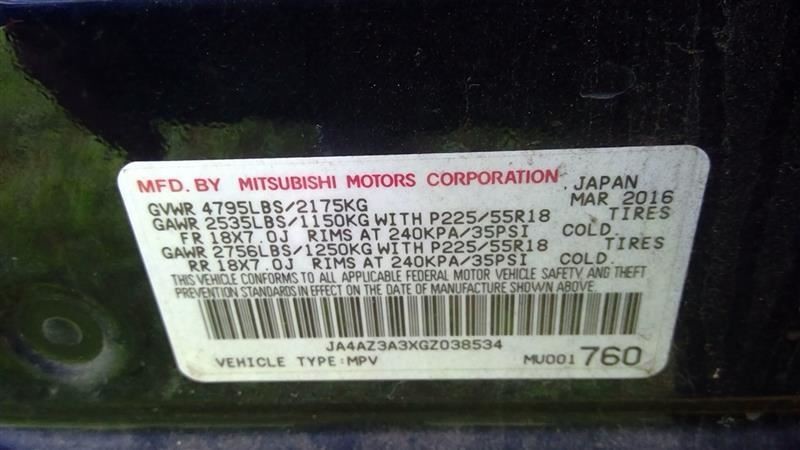 MFD. BY MITSUBISHI MOTORS CORPORATION, JAPAN
GVWR 4795LBS/2175KG MAR 2016
GAWR 2535LBS/1150KG WITH P225/55R18 TIRES
FR 18X7.0J RIMS AT 240KPA/35PSI COLD.
GAWR 2756LBS/1250KG WITH P225/55R18 TIRES
RR 18X7.0J RIMS AT 240KPA/35PSI COLD.
THIS VEHICLE CONFORMS TO ALL APPLICABLE FEDERAL MOTOR VEHICLE SAFETY, AND THEFT
PREVENTION STANDARDS IN EFFECT ON THE DATE OF MANUFACTURE SHOWN ABOVE.
JA4AZ3A3XGZ038534
VEHICLE TYPE:MPV MU001760